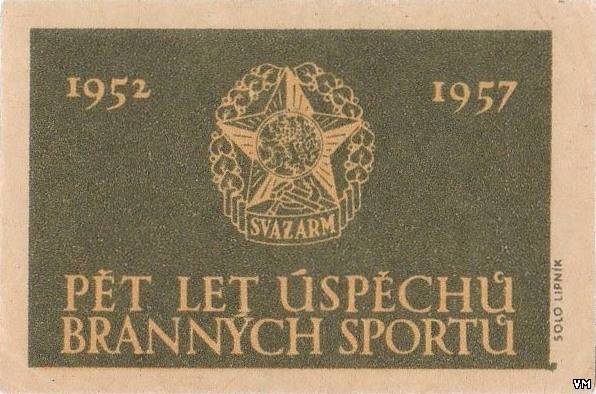 1952
1957
SVAZARM
PĚT LET ÚSPĚCHŮ
BRANNÝCH SPORTŮ
SOLO LIPNÍK
VM